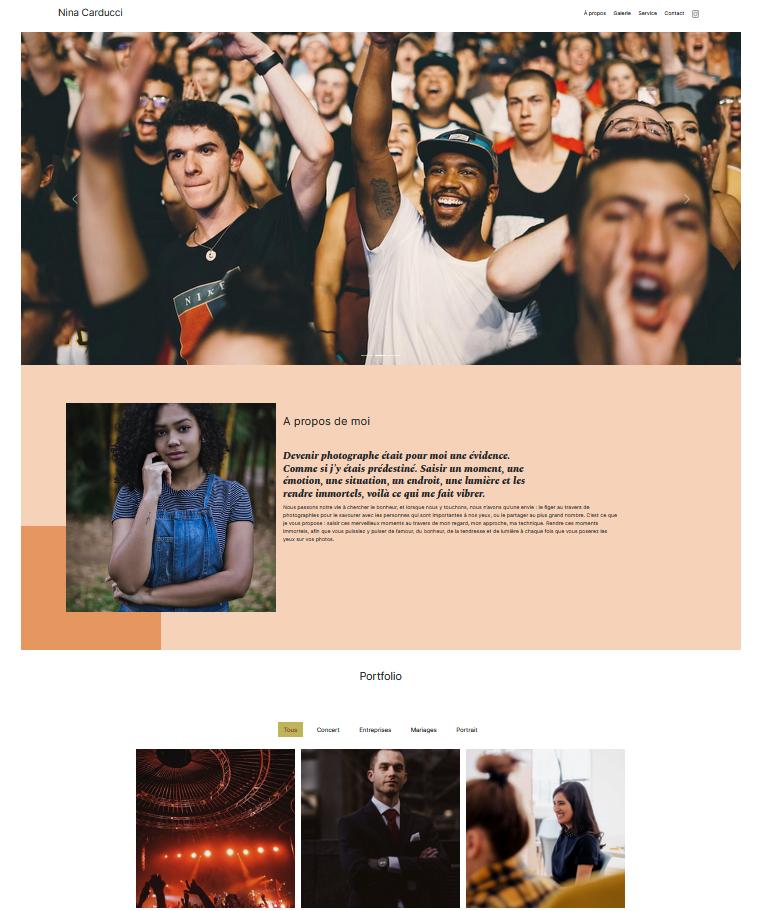 Nina Carducci
À propos Galerie Service Contact
NIKE
A propos de moi
Devenir photographe était pour moi une évidence.
Comme si j'y étais prédestiné. Saisir un moment, une
émotion, une situation, un endroit, une lumière et les
rendre immortels, voilà ce qui me fait vibrer.
Nous passons notre vie à chercher le bonheur, et lorsque nous y touchons, nous n'avons qu'une envie : le figer au travers de
photographies pour le savourer avec les personnes qui sont importantes à nos yeux, ou le partager au plus grand nombre. C'est ce que
je vous propose : saisir ces merveilleux moments au travers de mon regard, mon approche, ma technique. Rendre ces moments
immortels, afin que vous puissiez y puiser de l'amour, du bonheur, de la tendresse et de lumière à chaque fois que vous poserez les
yeux sur vos photos.
Portfolio
Tous Concert Entreprises Mariages Portrait